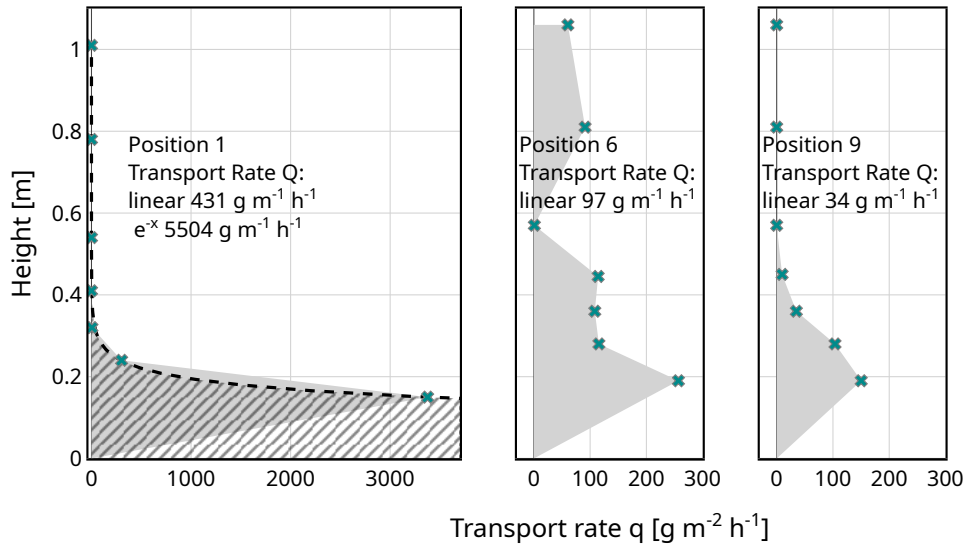 Height [m]
1
0.8
0.6
0.4
0.2
0
Position 1
Transport Rate Q:
linear 431 g m⁻¹ h⁻¹
e⁻ˣ 5504 g m⁻¹ h⁻¹
0 1000 2000 3000
Position 6
Transport Rate Q:
linear 97 g m⁻¹ h⁻¹
0 100 200 300
Position 9
Transport Rate Q:
linear 34 g m⁻¹ h⁻¹
0 100 200 300
Transport rate q [g m⁻² h⁻¹]